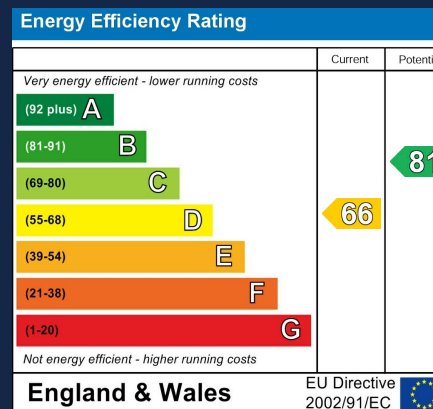 Energy Efficiency Rating
Current Potenti
Very energy efficient - lower running costs
(92 plus) A
(81-91) B
81
(69-80) C
(55-68) D
66
(39-54) E
(21-38) F
(1-20) G
Not energy efficient - higher running costs
England & Wales
EU Directive
2002/91/EC